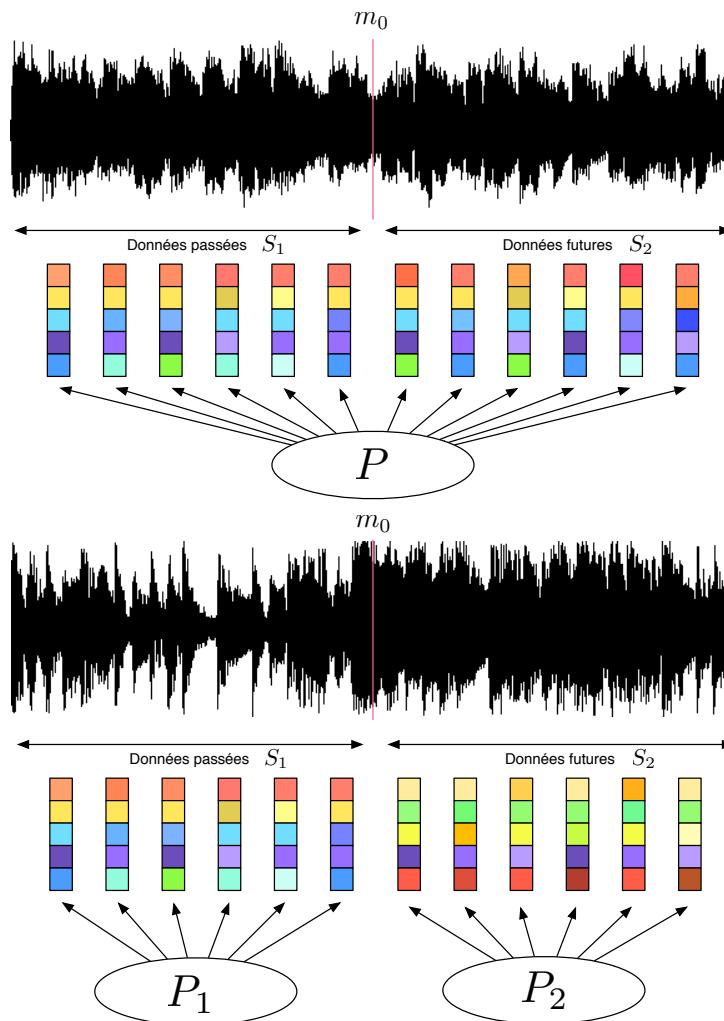 m₀
Données passées S₁ Données futures S₂
P
m₀
Données passées S₁ Données futures S₂
P₁ P₂